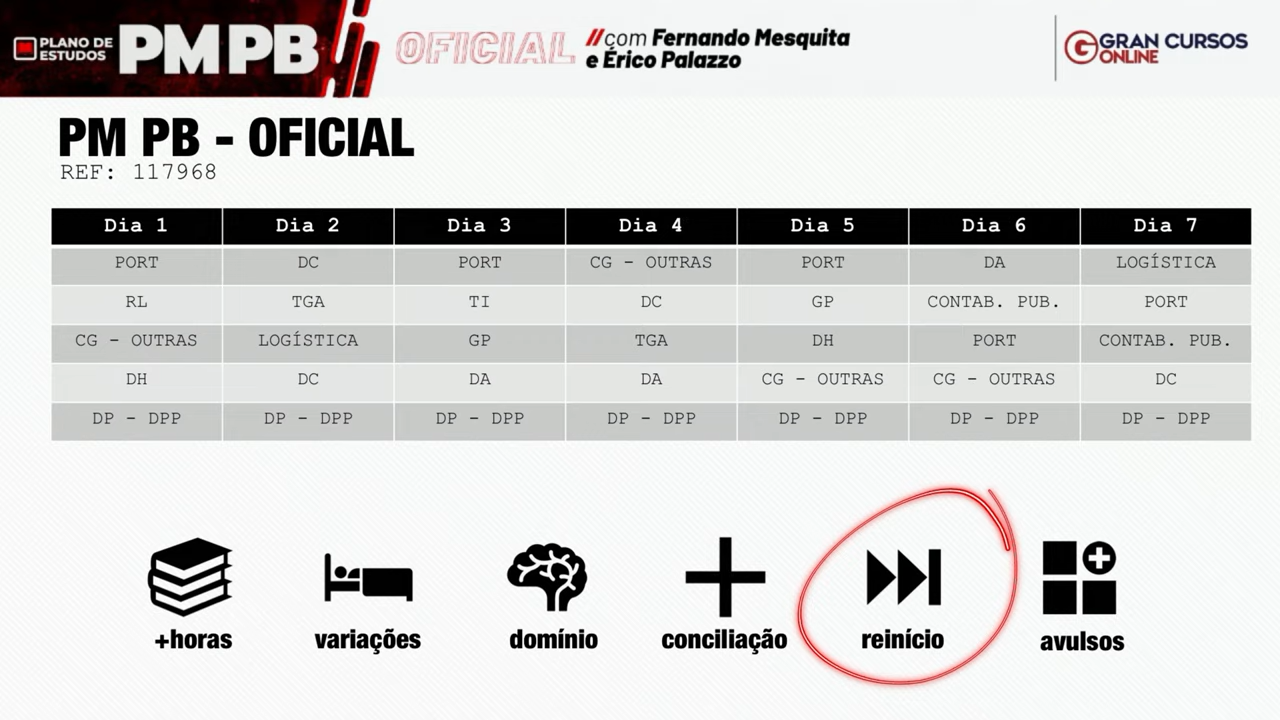 PLANO DE
ESTUDOS
PM PB
OFICIAL
//com Fernando Mesquita
e Érico Palazzo
GRAN CURSOS
ONLINE
PM PB - OFICIAL
REF: 117968
Dia 1 Dia 2 Dia 3 Dia 4 Dia 5 Dia 6 Dia 7
PORT DC PORT CG - OUTRAS PORT DA LOGÍSTICA
RL TGA TI DC GP CONTAB. PUB. PORT
CG - OUTRAS LOGÍSTICA GP TGA DH PORT CONTAB. PUB.
DH DC DA DA CG - OUTRAS CG - OUTRAS DC
DP - DPP DP - DPP DP - DPP DP - DPP DP - DPP DP - DPP DP - DPP
+horas variações domínio conciliação reinício avulsos